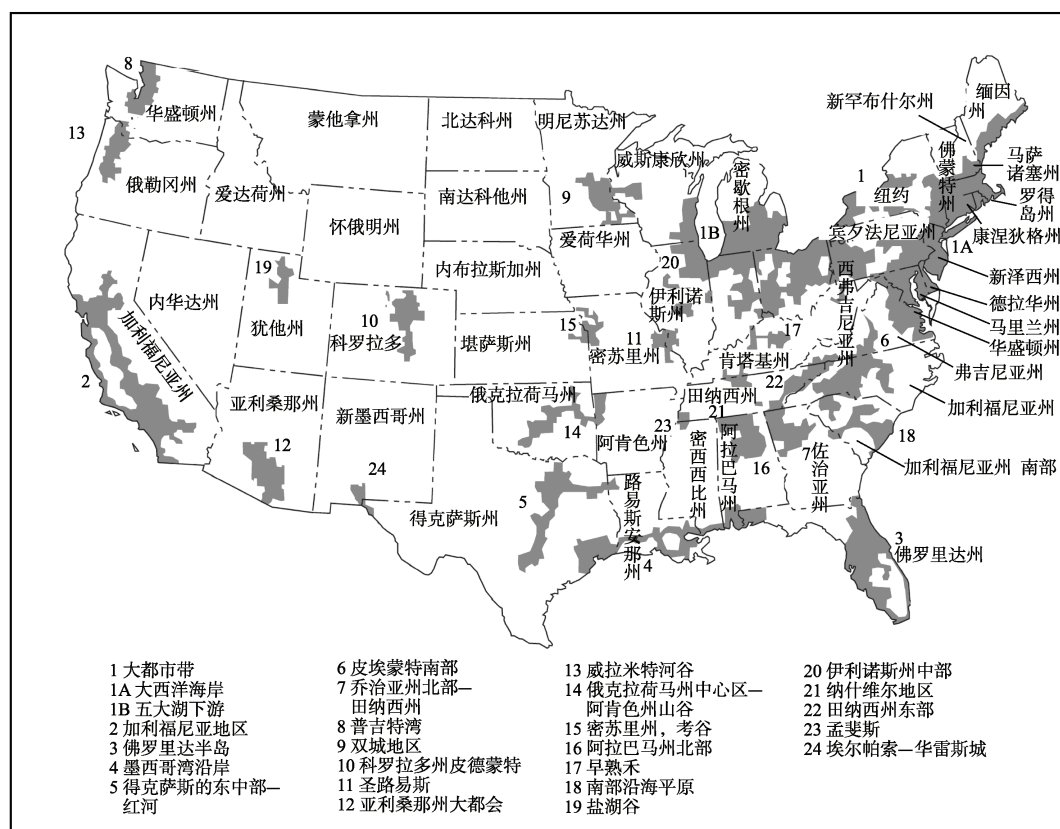 8
华盛顿州
13
俄勒冈州
爱达荷州
蒙他拿州
北达科州
明尼苏达州
南达科他州
怀俄明州
内布拉斯加州
威斯康欣州
密歇根州
9
爱荷华州
1B
20
伊利诺
斯州
新罕布什尔州
缅因
州
佛蒙特州
马萨
诸塞州
罗得
岛州
1
纽约
宾夕法尼亚州
康涅狄格州
1A
新泽西州
德拉华州
马里兰州
华盛顿州
弗吉尼亚州
6
西弗吉尼亚州
19
内华达州
犹他州
10
科罗拉多
堪萨斯州
15
11
密苏里州
17
肯塔基州
22
加利福尼亚州
2
亚利桑那州
新墨西哥州
俄克拉荷马州
田纳西州
21
加利福尼亚州
12
24
14
阿肯色州
23
密西西比州
阿拉巴马州
16
7
佐治亚州
18
加利福尼亚州 南部
得克萨斯州
5
路易斯安那州
4
3
佛罗里达州
1 大都市带
1A 大西洋海岸
1B 五大湖下游
2 加利福尼亚地区
3 佛罗里达半岛
4 墨西哥湾沿岸
5 得克萨斯的东中部—
红河
6 皮埃蒙特南部
7 乔治亚州北部—
田纳西州
8 普吉特湾
9 双城地区
10 科罗拉多州皮德蒙特
11 圣路易斯
12 亚利桑那州大都会
13 威拉米特河谷
14 俄克拉荷马州中心区—
阿肯色州山谷
15 密苏里州，考谷
16 阿拉巴马州北部
17 早熟禾
18 南部沿海平原
19 盐湖谷
20 伊利诺斯州中部
21 纳什维尔地区
22 田纳西州东部
23 孟斐斯
24 埃尔帕索—华雷斯城